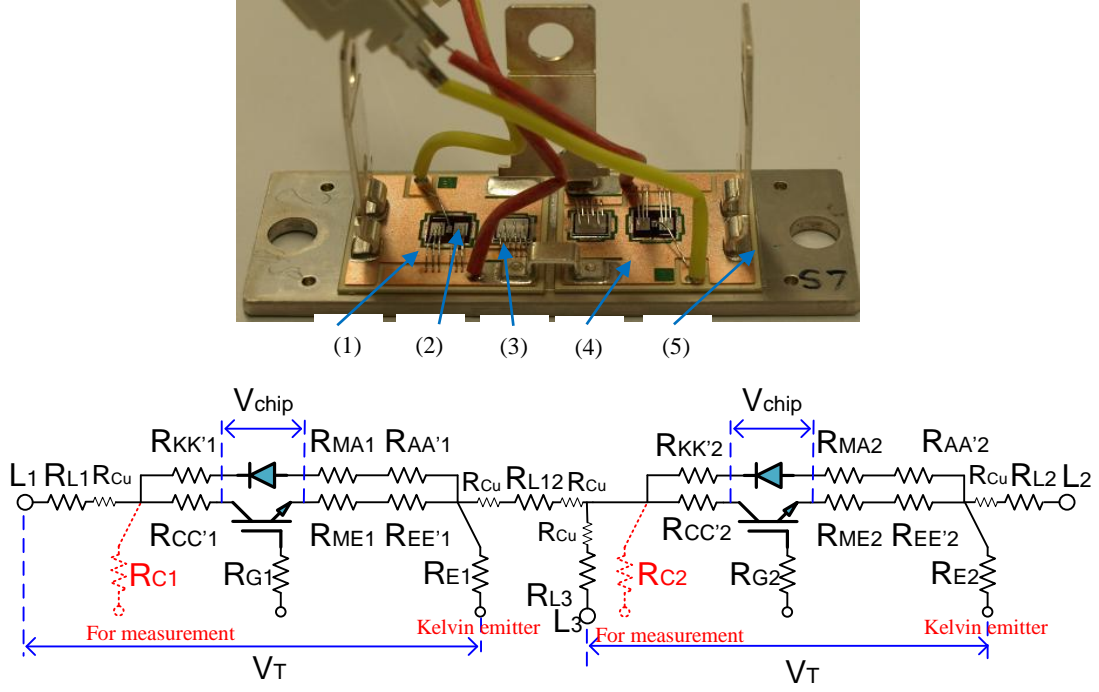 S7
(1) (2) (3) (4) (5)
Vchip Vchip
RKK'1 RMA1 RAA'1 RKK'2 RMA2 RAA'2
L1 RL1 RCu RCu RL12 RCu RCu RL2 L2
RCC'1 RME1 REE'1 RCu RCC'2 RME2 REE'2
RC1 RG1 RE1 RL3 RC2 RG2 RE2
L3
For measurement Kelvin emitter For measurement Kelvin emitter
VT VT